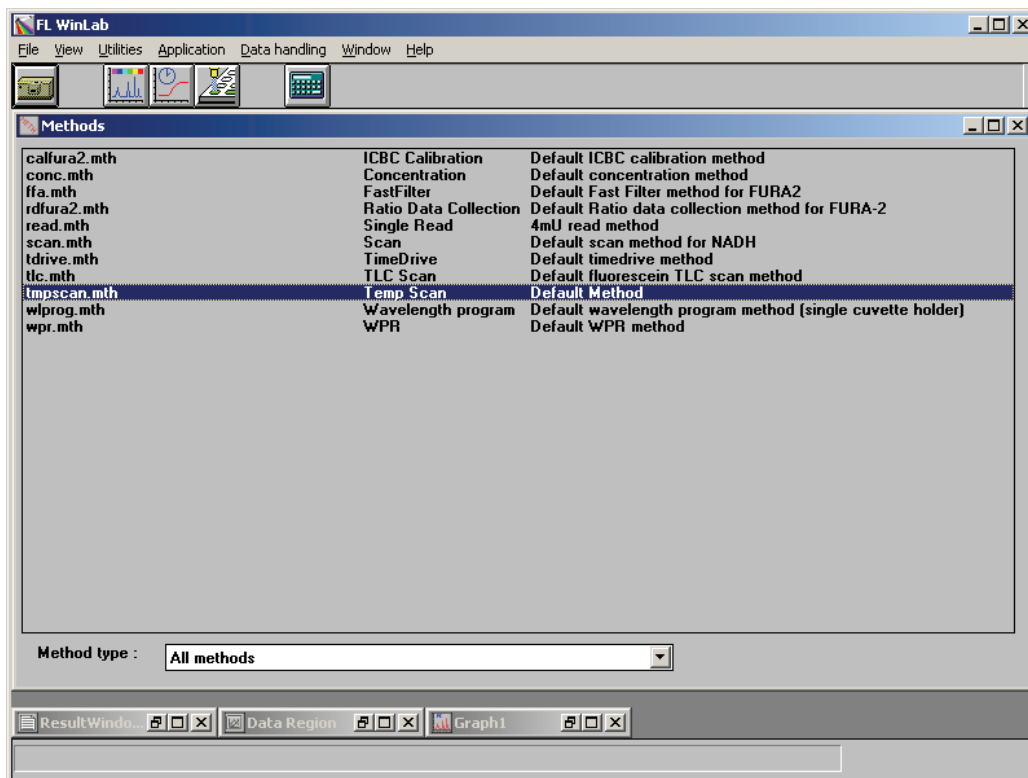 FL WinLab
File View Utilities Application Data handling Window Help
Methods
calfura2.mth ICBC Calibration Default ICBC calibration method
conc.mth Concentration Default concentration method
ffa.mth FastFilter Default Fast Filter method for FURA2
rdfura2.mth Ratio Data Collection Default Ratio data collection method for FURA-2
read.mth Single Read 4mU read method
scan.mth Scan Default scan method for NADH
tdrive.mth TimeDrive Default timedrive method
tlc.mth TLC Scan Default fluorescein TLC scan method
tmpscan.mth Temp Scan Default Method
wlprog.mth Wavelength program Default wavelength program method (single cuvette holder)
wpr.mth WPR Default WPR method
Method type : All methods
ResultWindo... Data Region Graph1